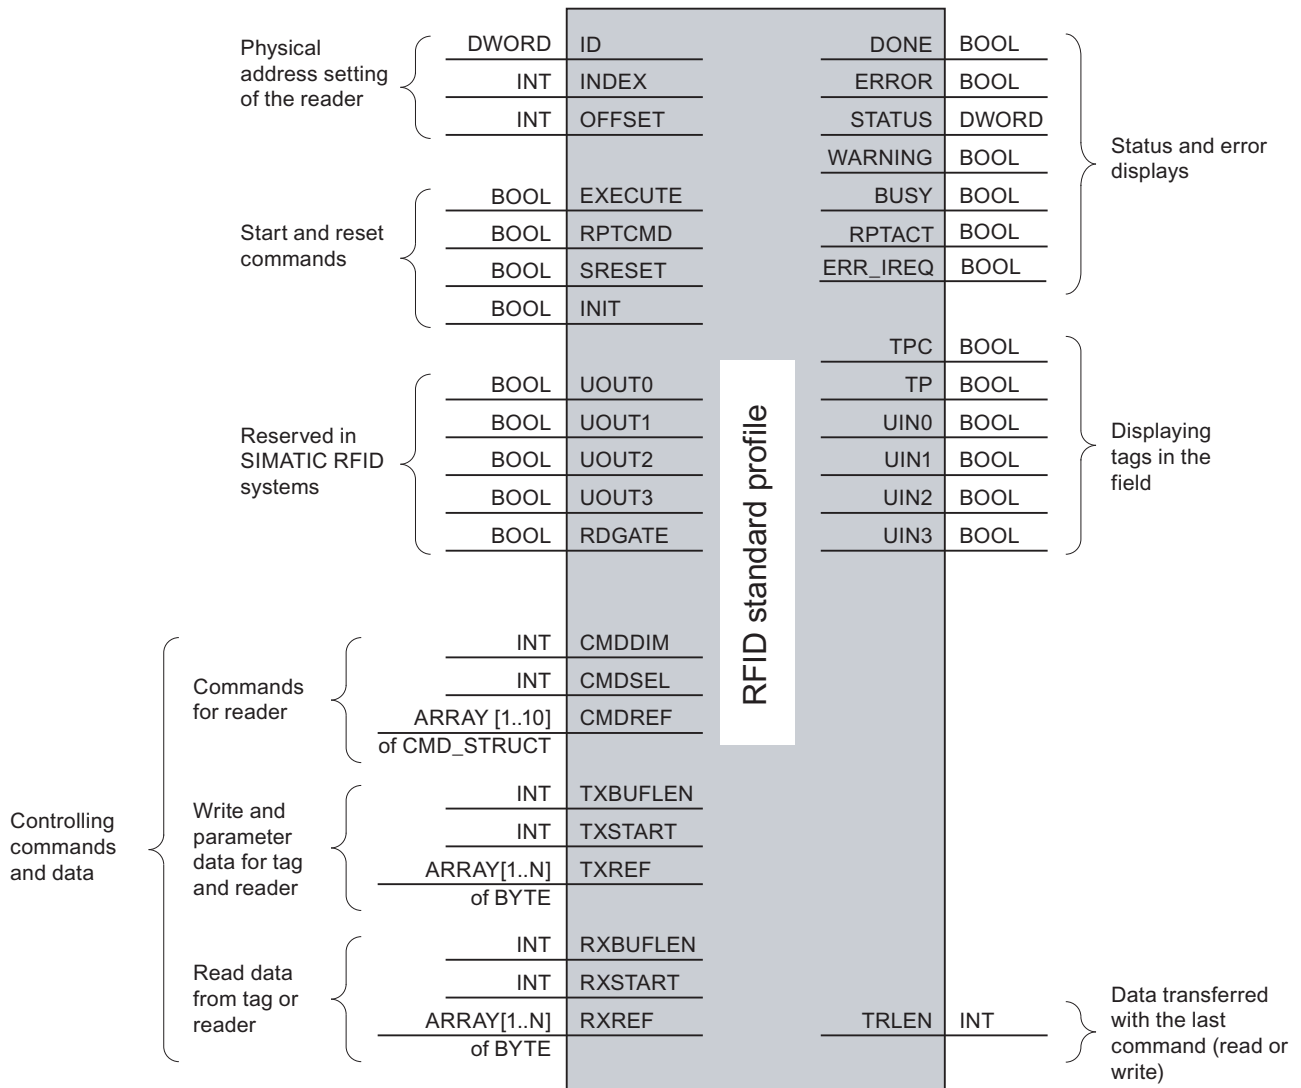 Physical
address setting
of the reader
DWORD ID
INT INDEX
INT OFFSET
Start and reset
commands
BOOL EXECUTE
BOOL RPTCMD
BOOL SRESET
BOOL INIT
Reserved in
SIMATIC RFID
systems
BOOL UOUT0
BOOL UOUT1
BOOL UOUT2
BOOL UOUT3
BOOL RDGATE
Controlling
commands
and data
Commands
for reader
INT CMDDIM
INT CMDSEL
ARRAY [1..10] CMDREF
of CMD_STRUCT
Write and
parameter
data for tag
and reader
INT TXBUFLEN
INT TXSTART
ARRAY[1..N] TXREF
of BYTE
Read data
from tag or
reader
INT RXBUFLEN
INT RXSTART
ARRAY[1..N] RXREF
of BYTE
RFID standard profile
DONE BOOL
ERROR BOOL
STATUS DWORD
WARNING BOOL
BUSY BOOL
RPTACT BOOL
ERR_IREQ BOOL
Status and error
displays
TPC BOOL
TP BOOL
UIN0 BOOL
UIN1 BOOL
UIN2 BOOL
UIN3 BOOL
Displaying
tags in the
field
TRLEN INT
Data transferred
with the last
command (read or
write)